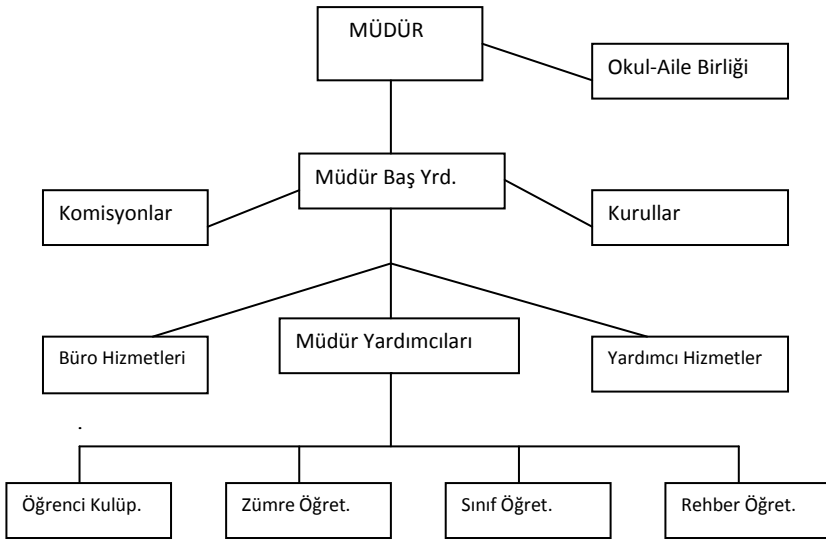 MÜDÜR
Okul-Aile Birliği
Müdür Baş Yrd.
Komisyonlar
Kurullar
Büro Hizmetleri
Müdür Yardımcıları
Yardımcı Hizmetler
.
Öğrenci Kulüp.
Zümre Öğret.
Sınıf Öğret.
Rehber Öğret.